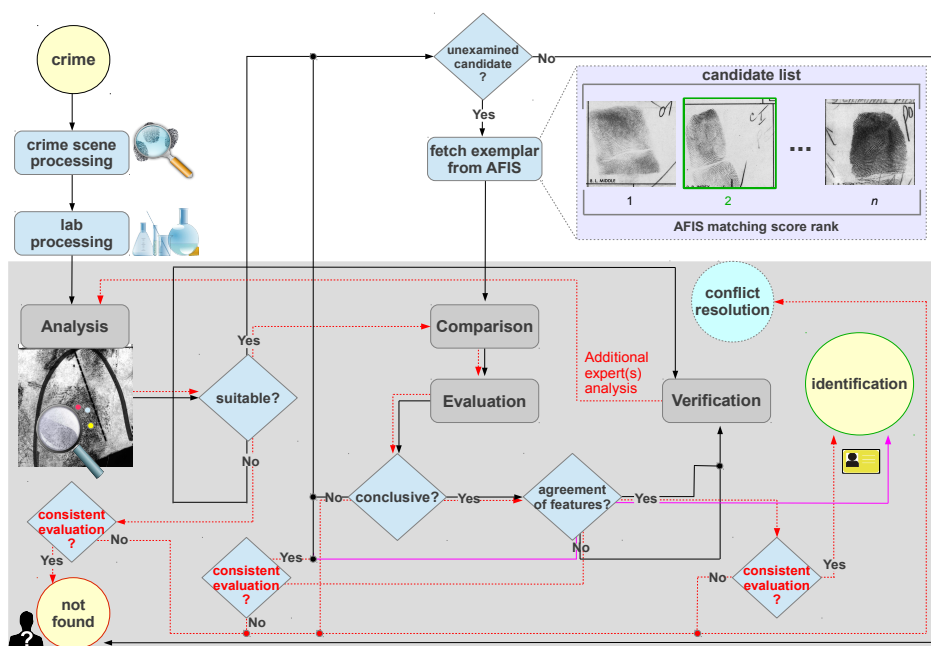 crime
crime scene
processing
lab
processing
unexamined
candidate
?
No
Yes
fetch exemplar
from AFIS
candidate list
...
1
2
n
AFIS matching score rank
Analysis
suitable?
Yes
No
Comparison
Evaluation
Additional
expert(s)
analysis
Verification
conflict
resolution
identification
conclusive?
No
Yes
agreement
of features?
Yes
No
consistent
evaluation
?
No
Yes
not
found
?
consistent
evaluation
?
Yes
No
consistent
evaluation
?
No
Yes